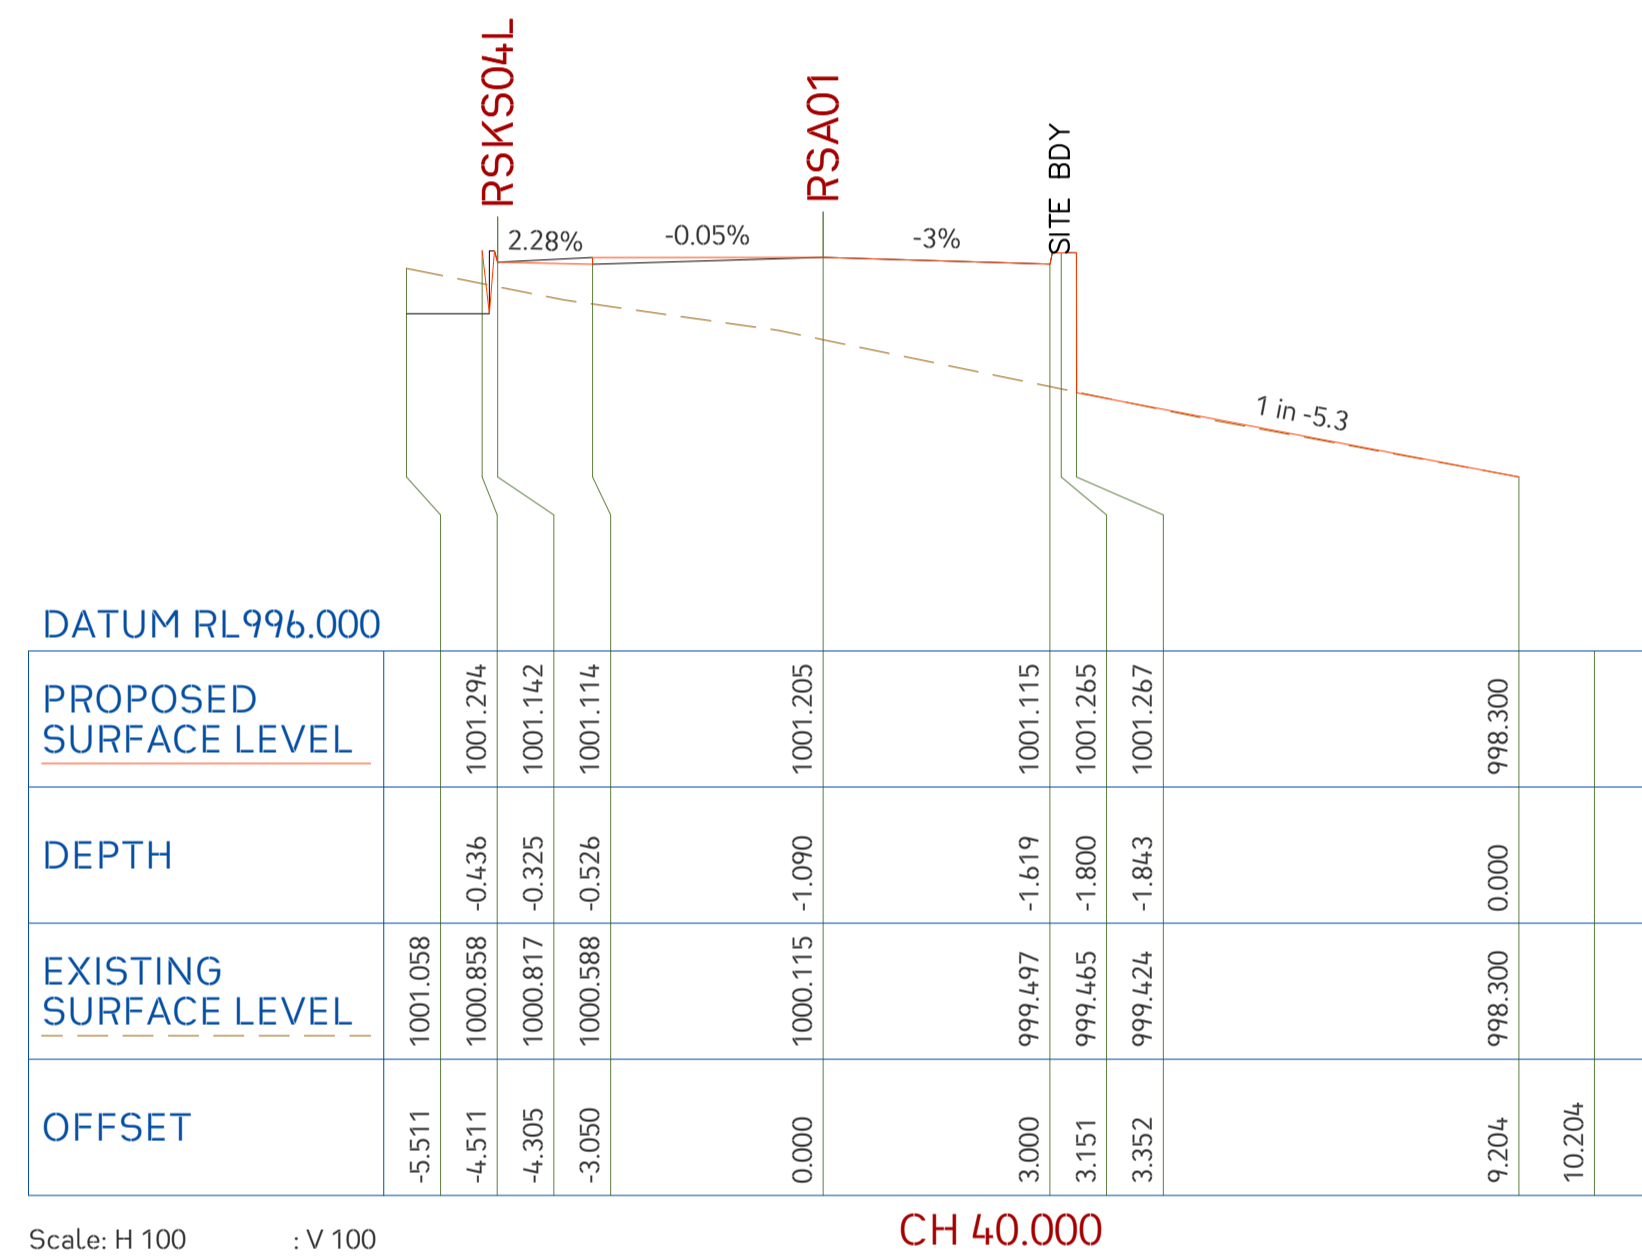 RSKS04L
RSA01
SITE BDY
2.28%
-0.05%
-3%
1 in -5.3
DATUM RL996.000
PROPOSED
SURFACE LEVEL
1001.294
1001.142
1001.114
1001.205
1001.115
1001.265
1001.267
998.300
DEPTH
-0.436
-0.325
-0.526
-1.090
-1.619
-1.800
-1.843
0.000
EXISTING
SURFACE LEVEL
1001.058
1000.858
1000.817
1000.588
1000.115
999.497
999.465
999.424
998.300
OFFSET
-5.511
-4.511
-4.305
-3.050
0.000
3.000
3.151
3.352
9.204
10.204
CH 40.000
Scale: H 100 : V 100